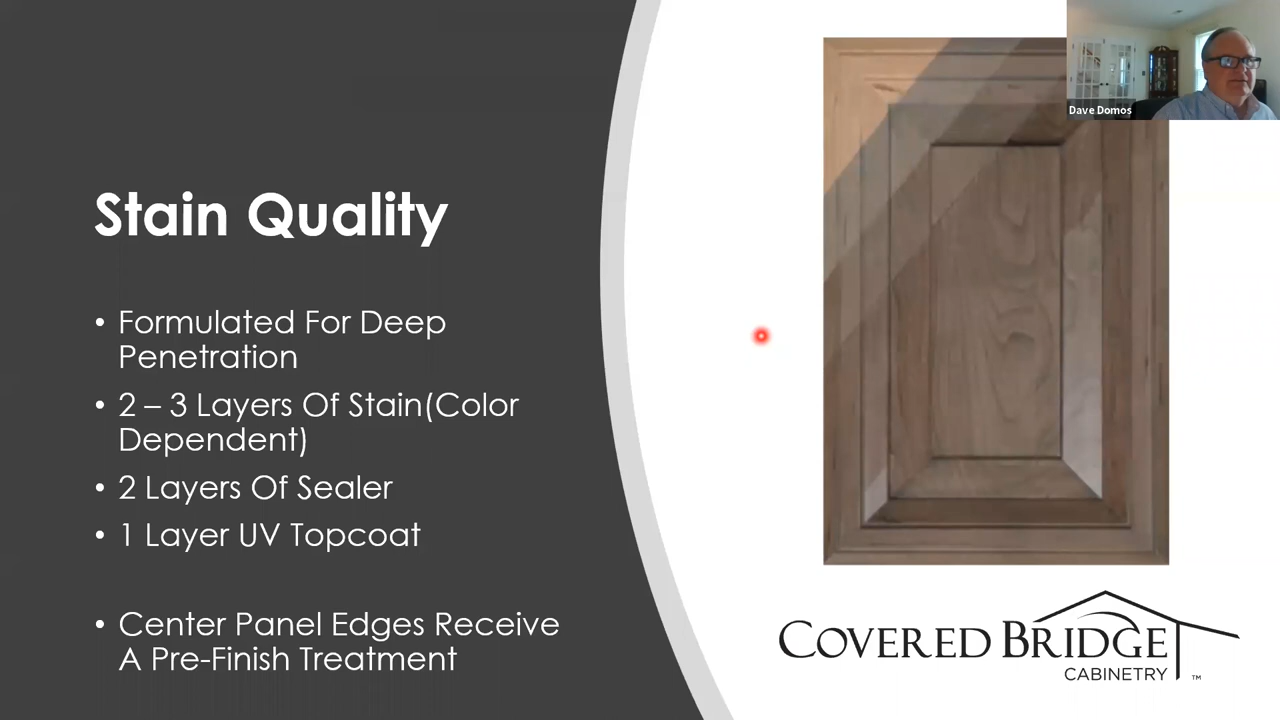 Stain Quality
• Formulated For Deep
Penetration
• 2 – 3 Layers Of Stain(Color
Dependent)
• 2 Layers Of Sealer
• 1 Layer UV Topcoat
• Center Panel Edges Receive
A Pre-Finish Treatment
Dave Domos
COVERED BRIDGE
CABINETRY
™